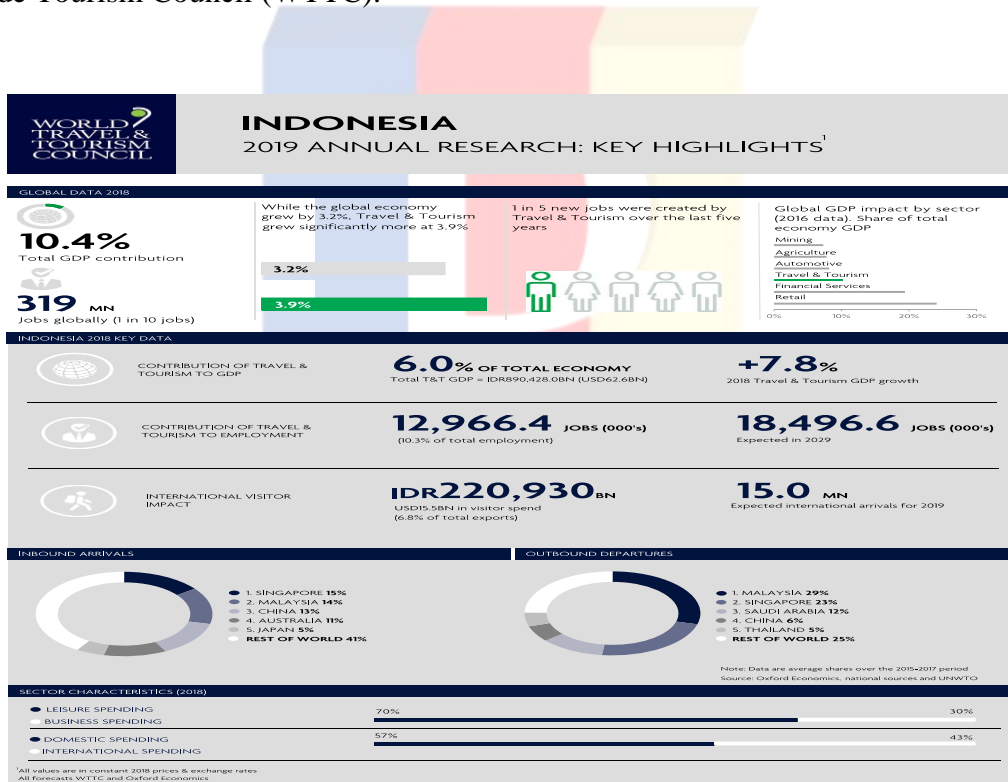 de Tourism Council (WTTC).
WORLD
TRAVEL &
TOURISM
COUNCIL
INDONESIA
2019 ANNUAL RESEARCH: KEY HIGHLIGHTS¹
GLOBAL DATA 2018
10.4%
Total GDP contribution
319 MN
Jobs globally (1 in 10 jobs)
While the global economy
grew by 3.2%, Travel & Tourism
grew significantly more at 3.9%
3.2%
3.9%
1 in 5 new jobs were created by
Travel & Tourism over the last five
years
Global GDP impact by sector
(2016 data). Share of total
economy GDP
Mining
Agriculture
Automotive
Travel & Tourism
Financial Services
Retail
0% 10% 20% 30%
INDONESIA 2018 KEY DATA
CONTRIBUTION OF TRAVEL &
TOURISM TO GDP
6.0% OF TOTAL ECONOMY
Total T&T GDP = IDR890,428.0BN (USD62.6BN)
+7.8%
2018 Travel & Tourism GDP growth
CONTRIBUTION OF TRAVEL &
TOURISM TO EMPLOYMENT
12,966.4 JOBS (000's)
(10.3% of total employment)
18,496.6 JOBS (000's)
Expected in 2029
INTERNATIONAL VISITOR
IMPACT
IDR220,930BN
USD15.5BN in visitor spend
(6.8% of total exports)
15.0 MN
Expected international arrivals for 2019
INBOUND ARRIVALS
1. SINGAPORE 15%
2. MALAYSIA 14%
3. CHINA 13%
4. AUSTRALIA 11%
5. JAPAN 5%
REST OF WORLD 41%
OUTBOUND DEPARTURES
1. MALAYSIA 29%
2. SINGAPORE 23%
3. SAUDI ARABIA 12%
4. CHINA 6%
5. THAILAND 5%
REST OF WORLD 25%
Note: Data are average shares over the 2015-2017 period
Source: Oxford Economics, national sources and UNWTO
SECTOR CHARACTERISTICS (2018)
LEISURE SPENDING
BUSINESS SPENDING
70% 30%
DOMESTIC SPENDING
INTERNATIONAL SPENDING
57% 43%
¹All values are in constant 2018 prices & exchange rates
All forecasts WTTC and Oxford Economics